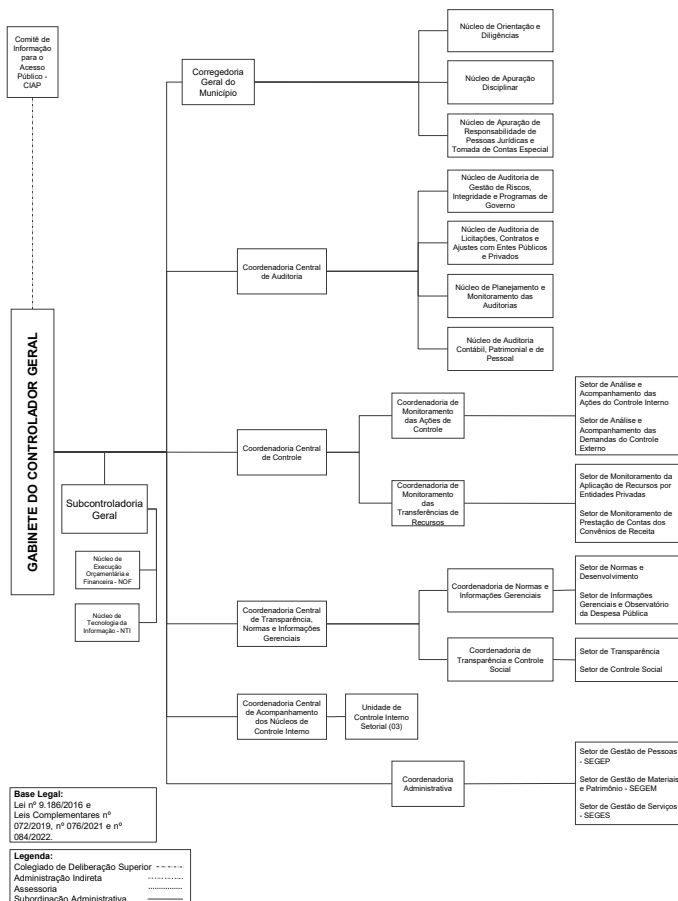 Comitê de
Informação
para o
Acesso
Público -
CIAP
Corregedoria
Geral do
Município
Núcleo de Orientação e
Diligências
Núcleo de Apuração
Disciplinar
Núcleo de Apuração de
Responsabilidade de
Pessoas Jurídicas e
Tomada de Contas Especial
Coordenadoria Central
de Auditoria
Núcleo de Auditoria de
Gestão de Riscos,
Integridade e Programas de
Governo
Núcleo de Auditoria de
Licitações, Contratos e
Ajustes com Entes Públicos
e Privados
Núcleo de Planejamento e
Monitoramento das
Auditorias
Núcleo de Auditoria
Contábil, Patrimonial e de
Pessoal
GABINETE DO CONTROLADOR GERAL
Coordenadoria Central
de Controle
Coordenadoria de
Monitoramento
das Ações de
Controle
Setor de Análise e
Acompanhamento das
Ações do Controle Interno
Setor de Análise e
Acompanhamento das
Demandas do Controle
Externo
Coordenadoria de
Monitoramento
das
Transferências de
Recursos
Setor de Monitoramento da
Aplicação de Recursos por
Entidades Privadas
Setor de Monitoramento de
Prestação de Contas dos
Convênios de Receita
Subcontroladoria
Geral
Núcleo de
Execução
Orçamentária e
Financeira - NOF
Núcleo de
Tecnologia da
Informação - NTI
Coordenadoria Central
de Transparência,
Normas e Informações
Gerenciais
Coordenadoria de Normas e
Informações Gerenciais
Setor de Normas e
Desenvolvimento
Setor de Informações
Gerenciais e Observatório
da Despesa Pública
Coordenadoria de
Transparência e Controle
Social
Setor de Transparência
Setor de Controle Social
Coordenadoria Central
de Acompanhamento
dos Núcleos de
Controle Interno
Unidade de
Controle Interno
Setorial (03)
Coordenadoria
Administrativa
Setor de Gestão de Pessoas
- SEGEP
Setor de Gestão de Materiais
e Patrimônio - SEGEM
Setor de Gestão de Serviços
- SEGES
Base Legal:
Lei nº 9.186/2016 e
Leis Complementares nº
072/2019, nº 076/2021 e nº
084/2022.
Legenda:
Colegiado de Deliberação Superior
Administração Indireta
Assessoria
Subordinação Administrativa